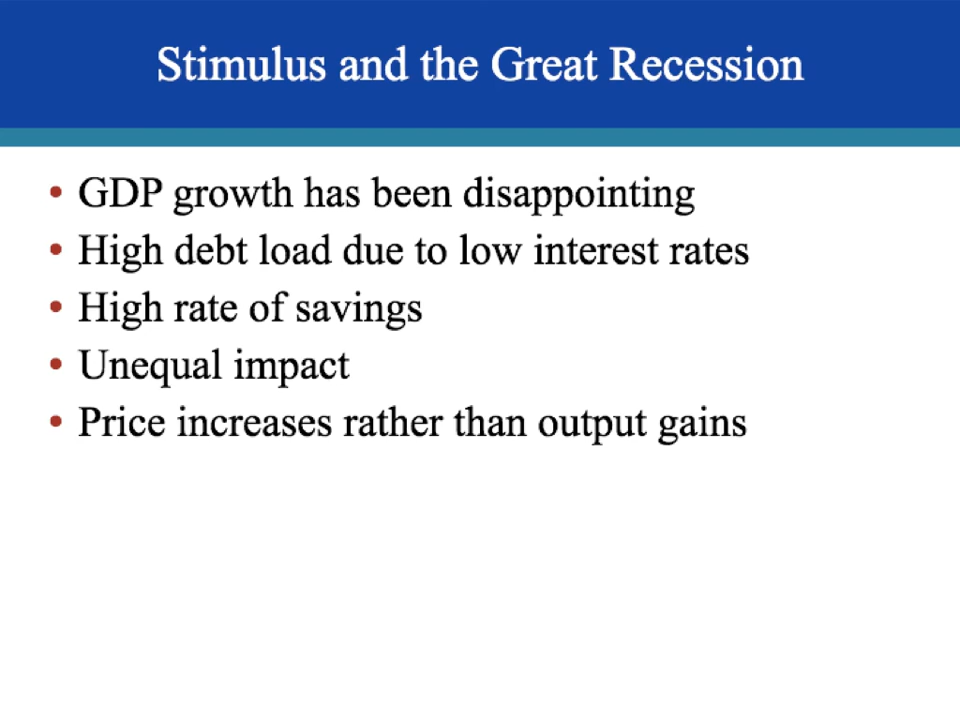 Stimulus and the Great Recession
• GDP growth has been disappointing
• High debt load due to low interest rates
• High rate of savings
• Unequal impact
• Price increases rather than output gains